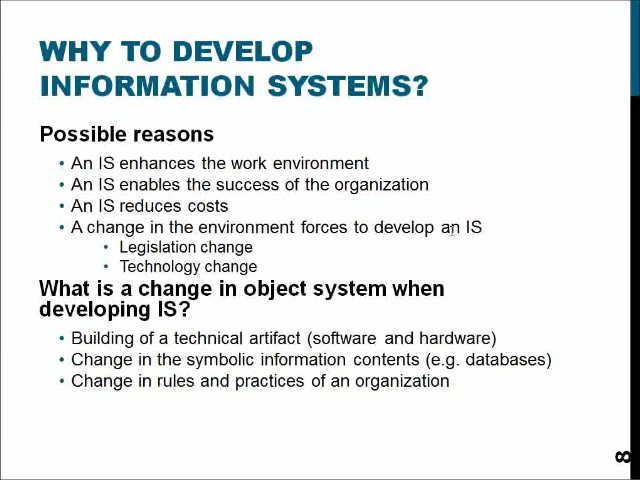 WHY TO DEVELOP
INFORMATION SYSTEMS?
Possible reasons
• An IS enhances the work environment
• An IS enables the success of the organization
• An IS reduces costs
• A change in the environment forces to develop an IS
• Legislation change
• Technology change
What is a change in object system when
developing IS?
• Building of a technical artifact (software and hardware)
• Change in the symbolic information contents (e.g. databases)
• Change in rules and practices of an organization
8